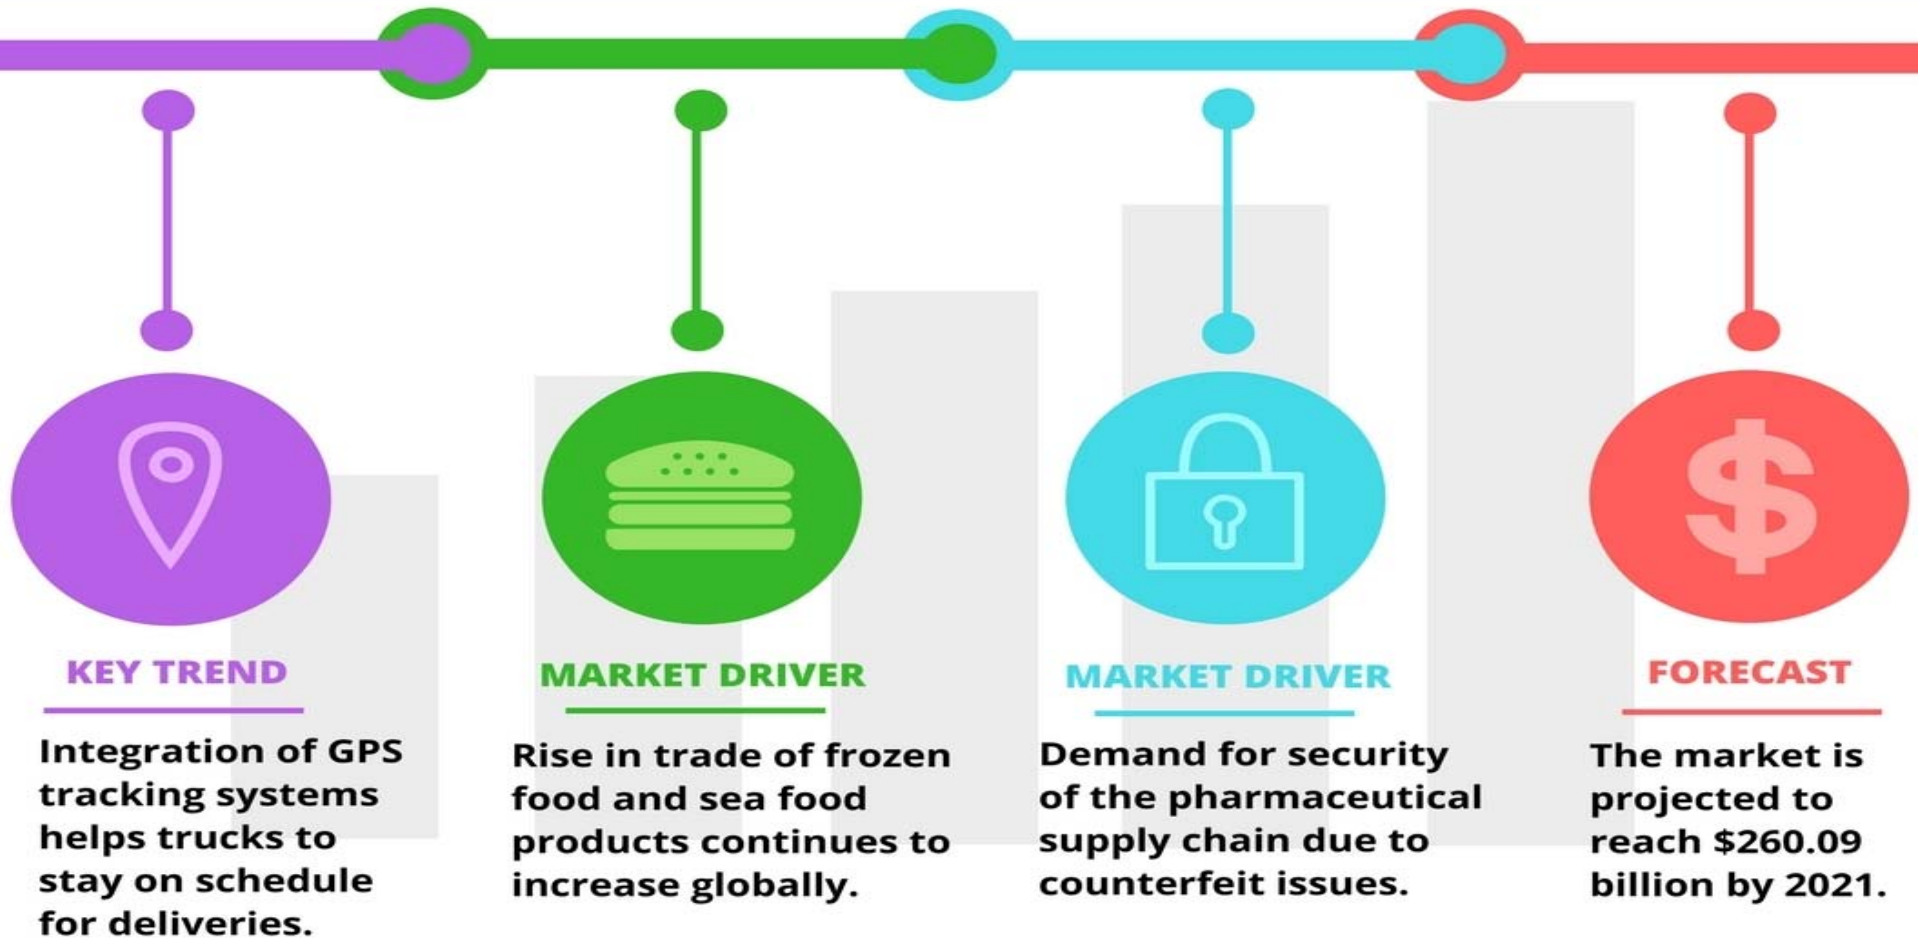 KEY TREND
Integration of GPS
tracking systems
helps trucks to
stay on schedule
for deliveries.
MARKET DRIVER
Rise in trade of frozen
food and sea food
products continues to
increase globally.
MARKET DRIVER
Demand for security
of the pharmaceutical
supply chain due to
counterfeit issues.
FORECAST
The market is
projected to
reach $260.09
billion by 2021.